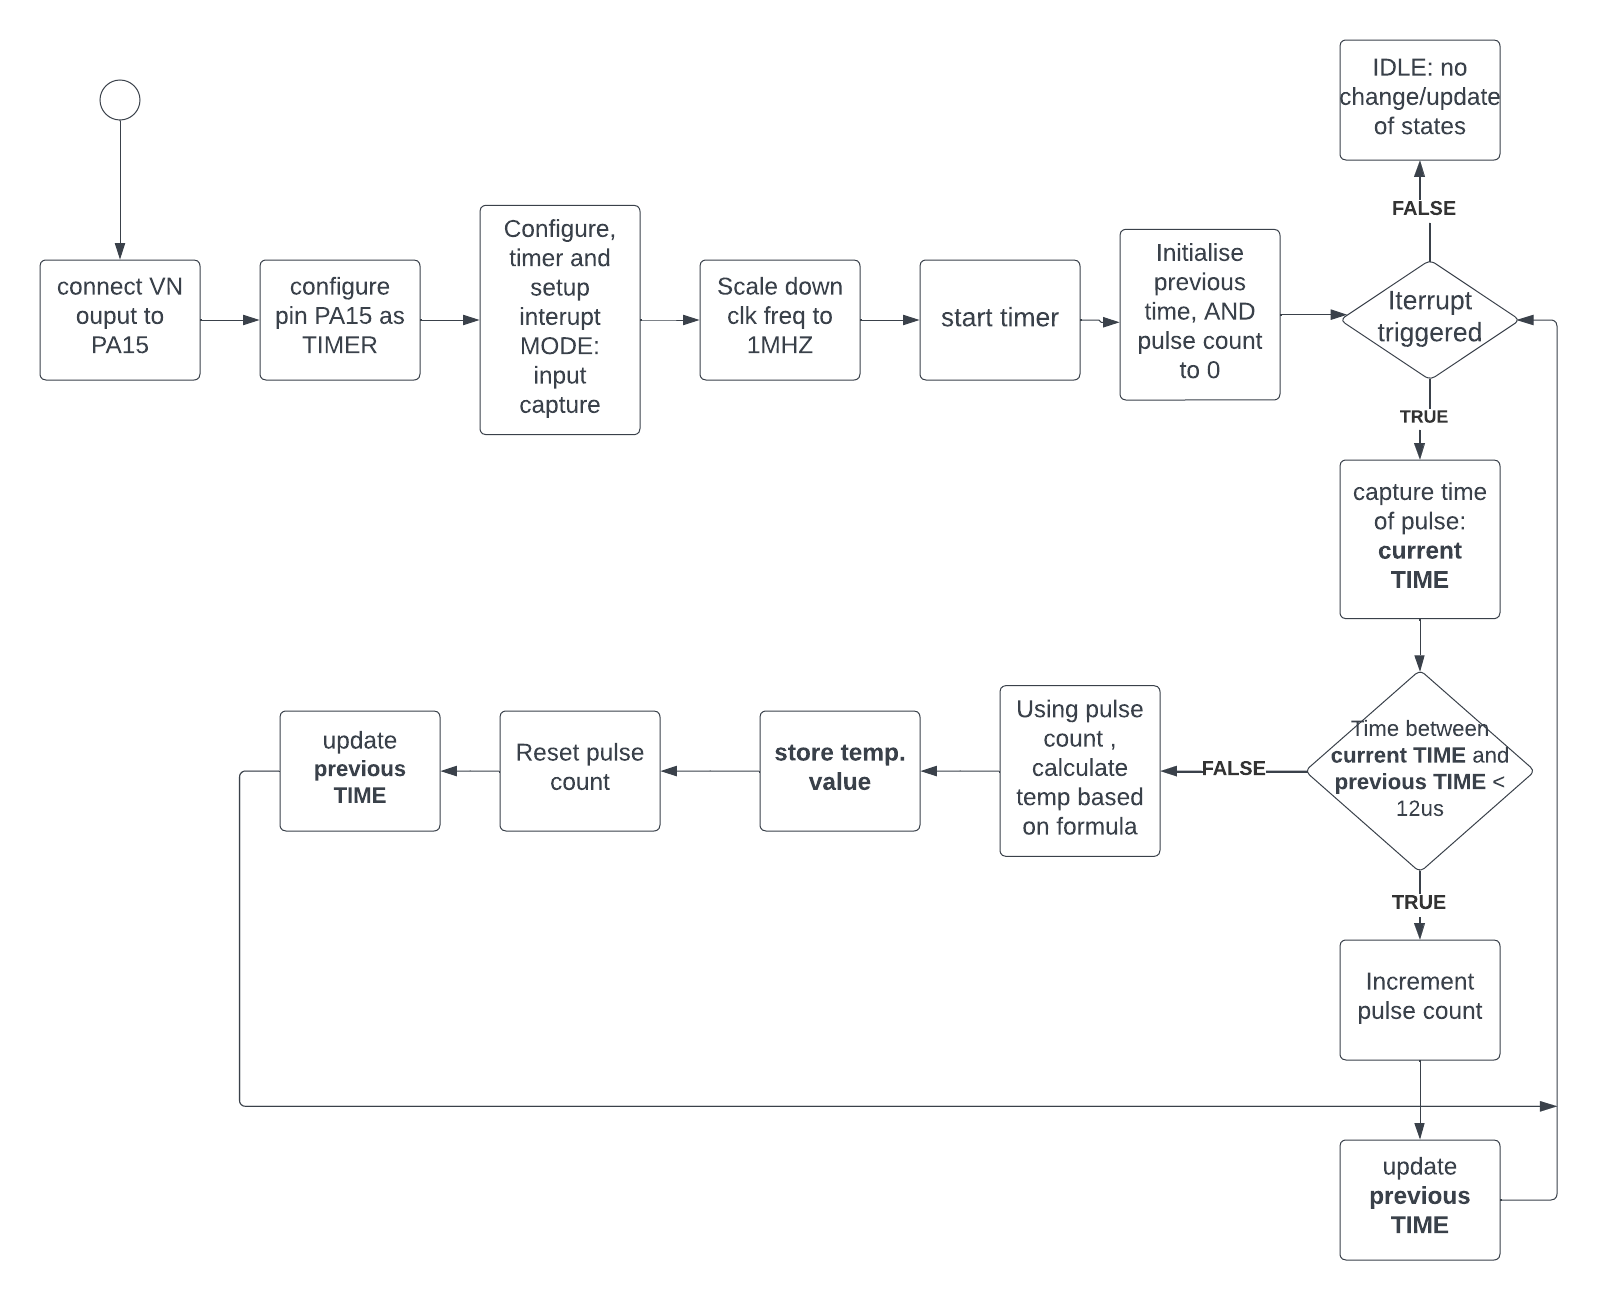 connect VN
ouput to
PA15
configure
pin PA15 as
TIMER
Configure,
timer and
setup
interupt
MODE:
input
capture
Scale down
clk freq to
1MHZ
start timer
Initialise
previous
time, AND
pulse count
to 0
Iterrupt
triggered
FALSE
IDLE: no
change/update
of states
TRUE
capture time
of pulse:
current
TIME
Time between
current TIME and
previous TIME <
12us
FALSE
Using pulse
count ,
calculate
temp based
on formula
store temp.
value
Reset pulse
count
update
previous
TIME
TRUE
Increment
pulse count
update
previous
TIME